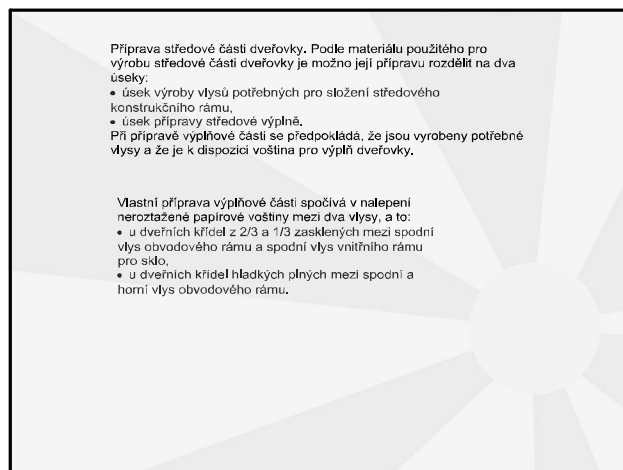 Příprava středové části dveřovky. Podle materiálu použitého pro
výrobu středové části dveřovky je možno její přípravu rozdělit na dva
úseky:
• úsek výroby vlysů potřebných pro složení středového
konstrukčního rámu,
• úsek přípravy středové výplně.
Při přípravě výplňové části se předpokládá, že jsou vyrobeny potřebné
vlysy a že je k dispozici voština pro výplň dveřovky.
Vlastní příprava výplňové části spočívá v nalepení
neroztažené papírové voštiny mezi dva vlysy, a to:
• u dveřních křídel z 2/3 a 1/3 zasklených mezi spodní
vlys obvodového rámu a spodní vlys vnitřního rámu
pro sklo,
• u dveřních křídel hladkých plných mezi spodní a
horní vlys obvodového rámu.